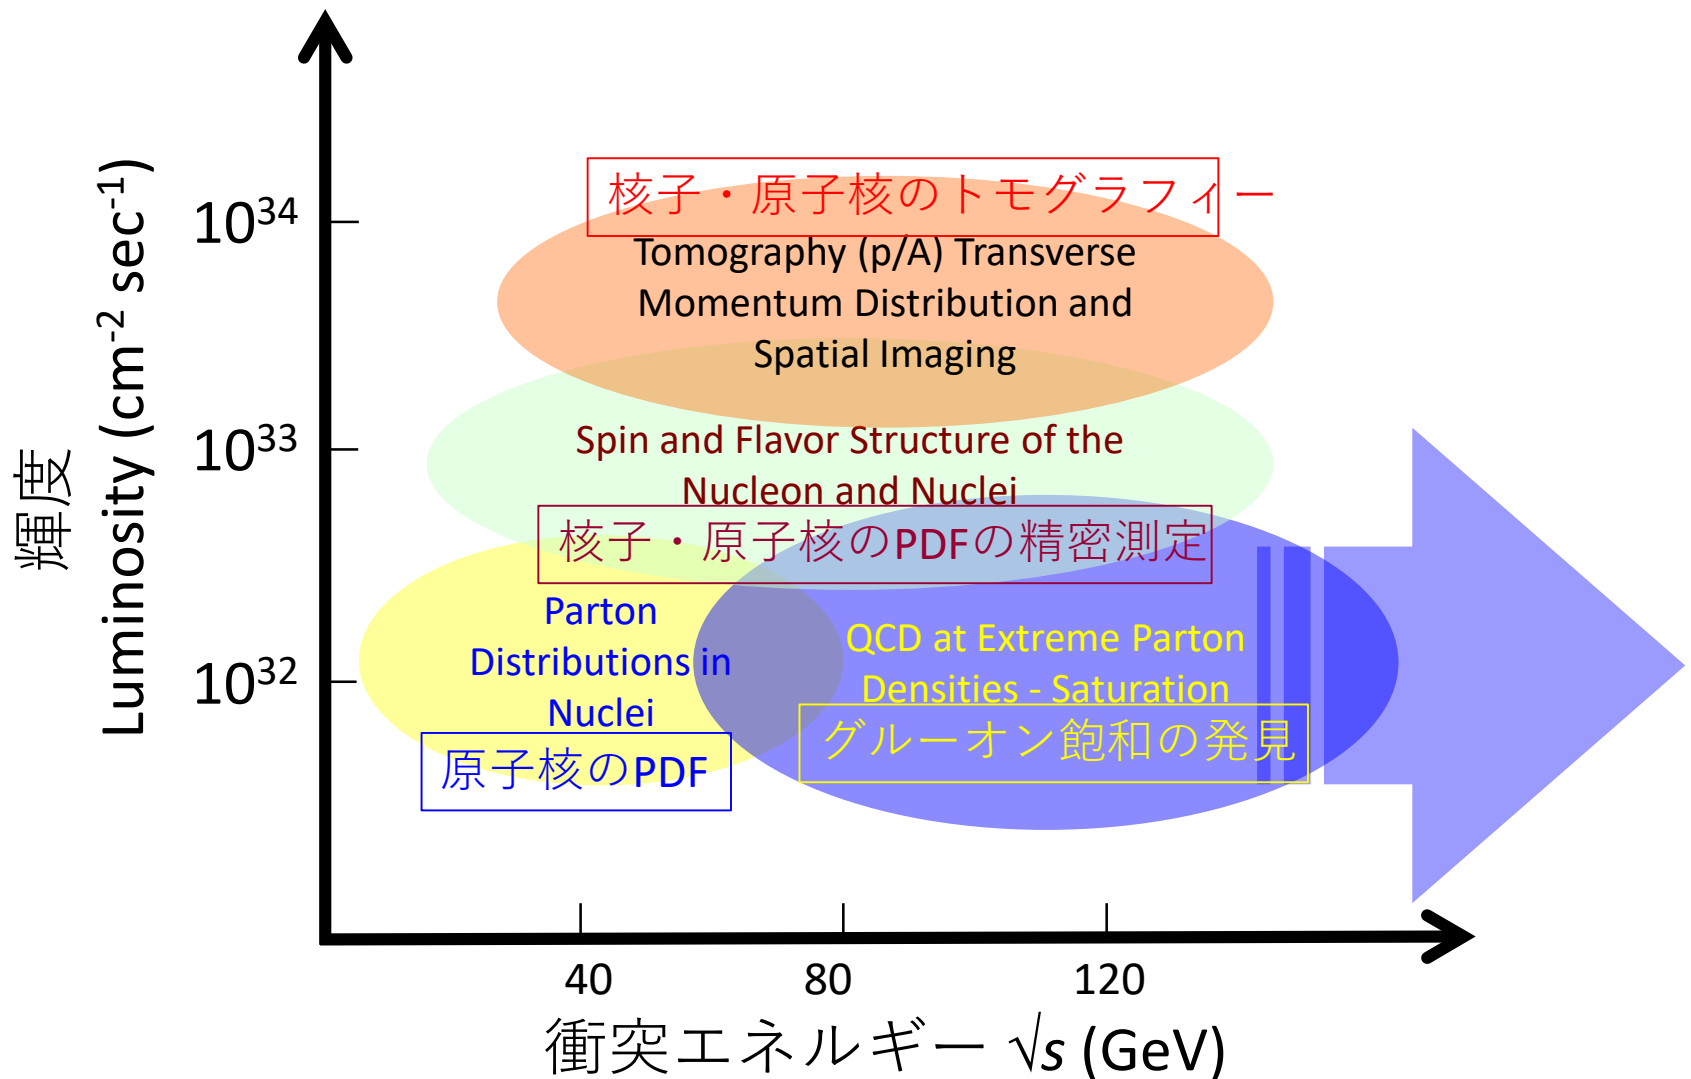 核子・原子核のトモグラフィー
Tomography (p/A) Transverse
Momentum Distribution and
Spatial Imaging
Spin and Flavor Structure of the
Nucleon and Nuclei
核子・原子核のPDFの精密測定
Parton
Distributions in
Nuclei
原子核のPDF
QCD at Extreme Parton
Densities - Saturation
グルーオン飽和の発見
輝度
Luminosity (cm⁻² sec⁻¹)
10³⁴
10³³
10³²
40
80
120
衝突エネルギー √s (GeV)